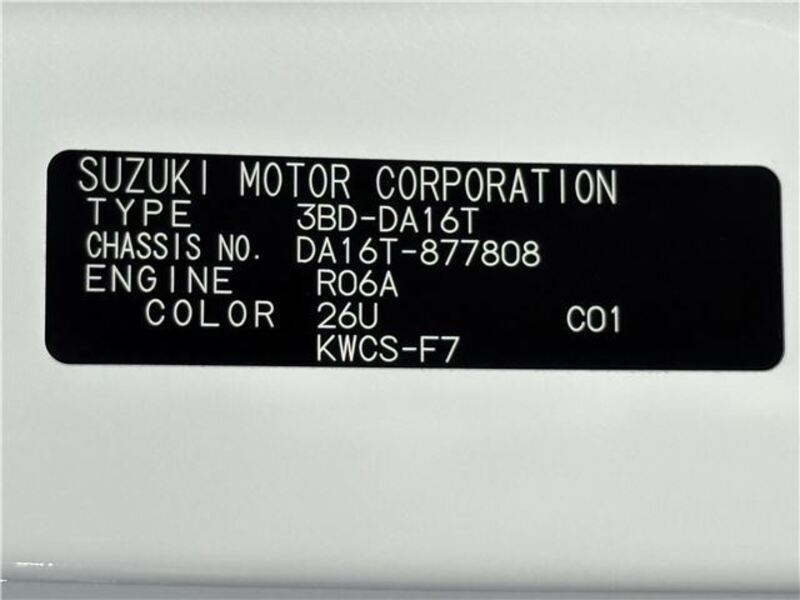 SUZUKI MOTOR CORPORATION
TYPE 3BD-DA16T
CHASSIS NO. DA16T-877808
ENGINE R06A
COLOR 26U C01
KWCS-F7